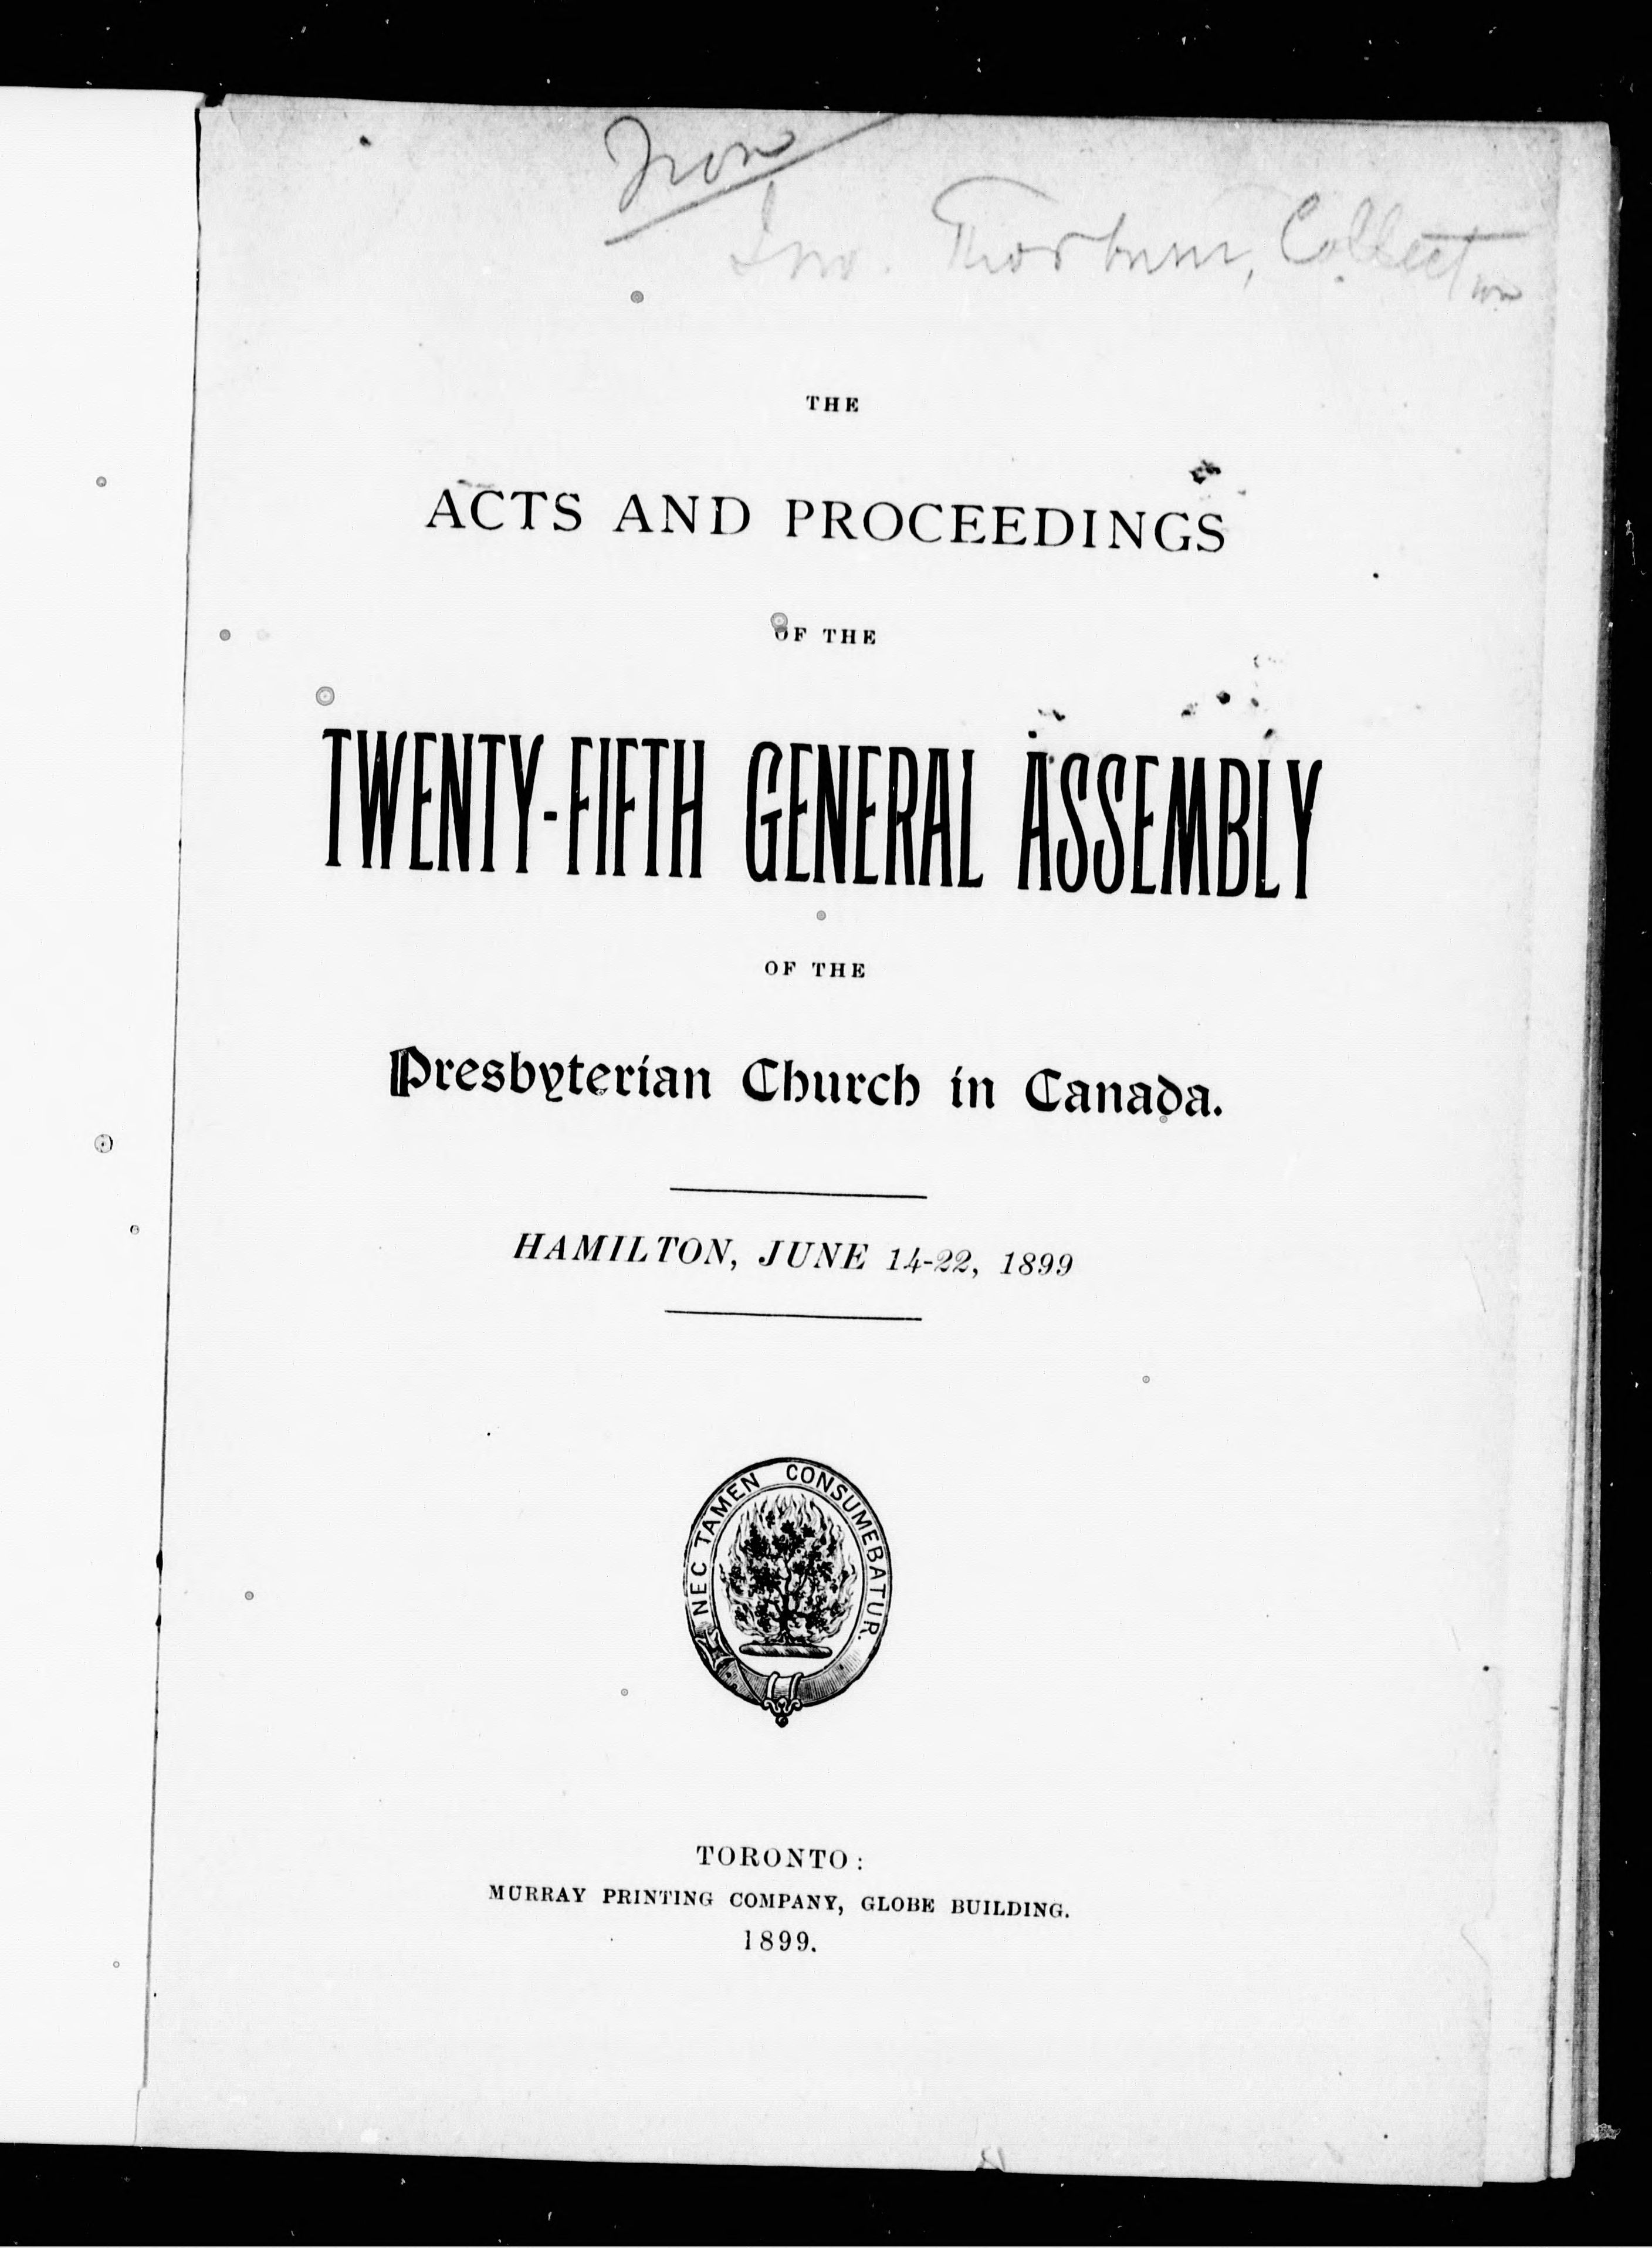 From
Jno. Thorburn, Collection
THE
ACTS AND PROCEEDINGS
OF THE
TWENTY-FIFTH GENERAL ASSEMBLY
OF THE
Presbyterian Church in Canada.
HAMILTON, JUNE 14-22, 1899
NEC TAMEN CONSUMEBATUR.
TORONTO:
MURRAY PRINTING COMPANY, GLOBE BUILDING.
1899.